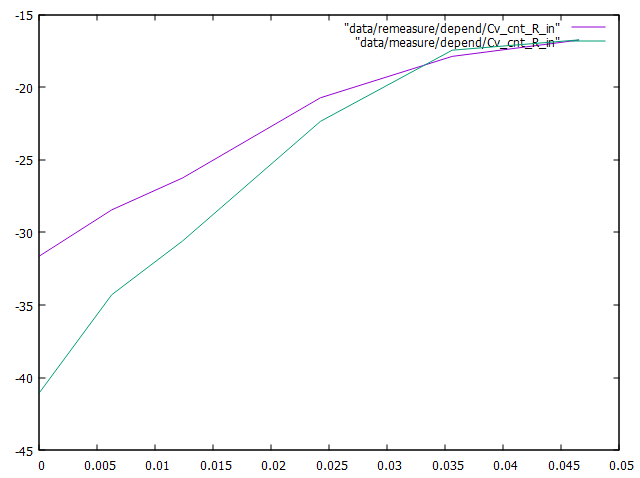 -15
"data/remeasure/depend/Cv_cnt_R_in"
"data/measure/depend/Cv_cnt_R_in"
-20
-25
-30
-35
-40
-45
0 0.005 0.01 0.015 0.02 0.025 0.03 0.035 0.04 0.045 0.05